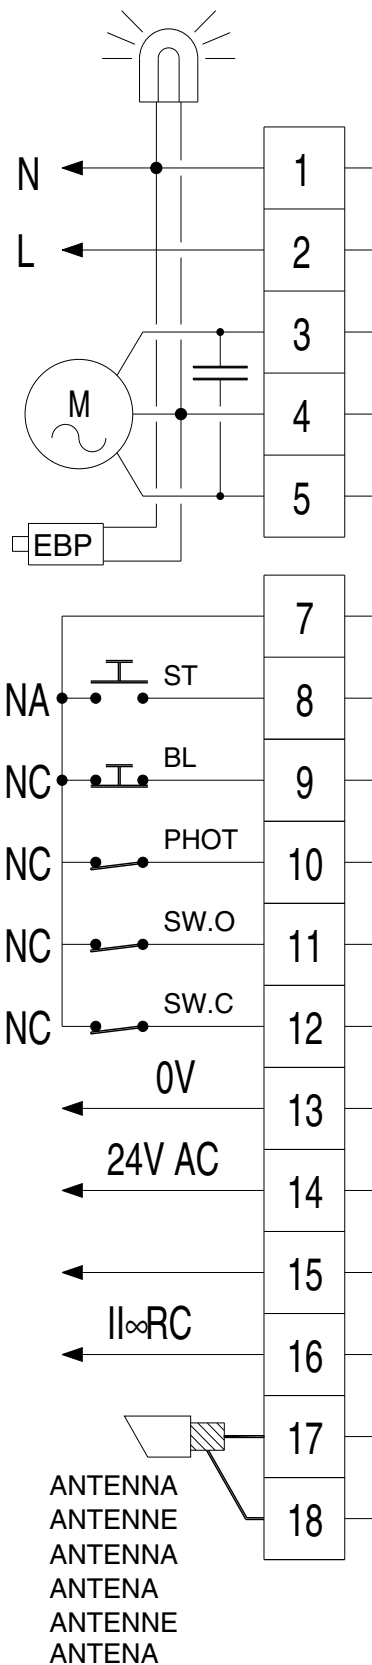 N 1
L 2
3
M 4
5
EBP
7
ST
NA 8
BL
NC 9
PHOT
NC 10
SW.O
NC 11
SW.C
NC 12
0V
13
24V AC
14
15
II∞RC
16
17
ANTENNA
ANTENNE 18
ANTENNA
ANTENA
ANTENNE
ANTENA